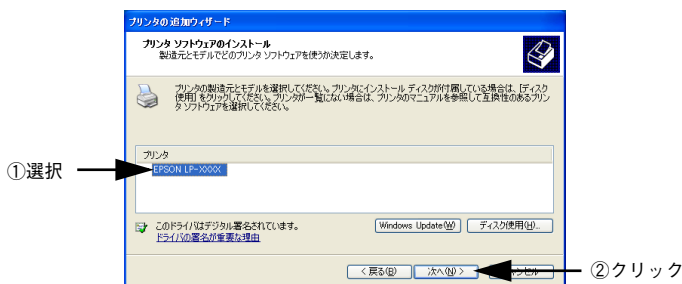 プリンタの追加ウィザード
プリンタ ソフトウェアのインストール
製造元とモデルでどのプリンタ ソフトウェアを使うか決定します。
プリンタの製造元とモデルを選択してください。プリンタにインストール ディスクが付属している場合は、[ディスク
使用] をクリックしてください。プリンタが一覧にない場合は、プリンタのマニュアルを参照して互換性のあるプリン
タ ソフトウェアを選択してください。
プリンタ
①選択
EPSON LP-XXXX
このドライバはデジタル署名されています。
Windows Update(W)
ディスク使用(H)...
ドライバの署名が重要な理由
< 戻る(B)
次へ(N) >
②クリック